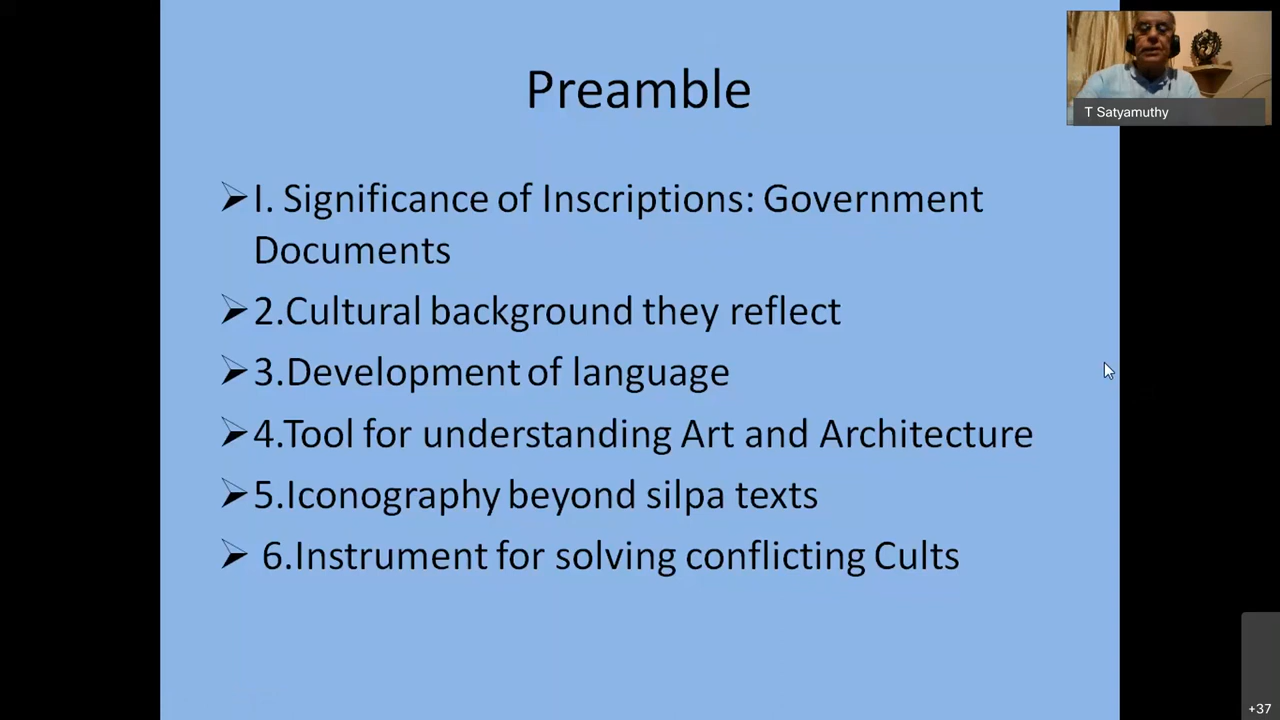 Preamble
T Satyamuthy
➢I. Significance of Inscriptions: Government
Documents
➢2.Cultural background they reflect
➢3.Development of language
➢4.Tool for understanding Art and Architecture
➢5.Iconography beyond silpa texts
➢ 6.Instrument for solving conflicting Cults
+37